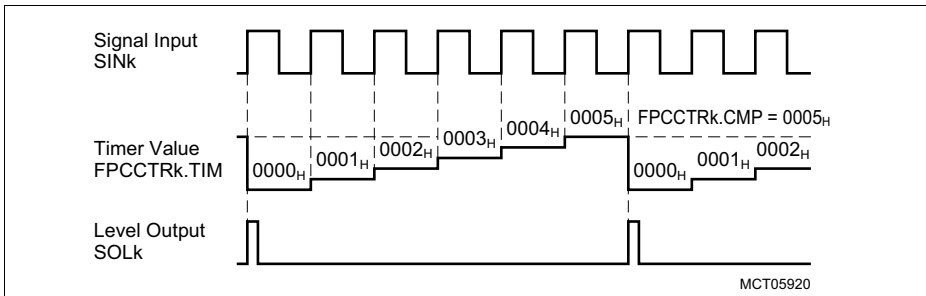 Signal Input
SINk
FPCCTRk.CMP = 0005H
Timer Value
FPCCTRk.TIM
0000H 0001H 0002H 0003H 0004H 0005H 0000H 0001H 0002H
Level Output
SOLk
MCT05920